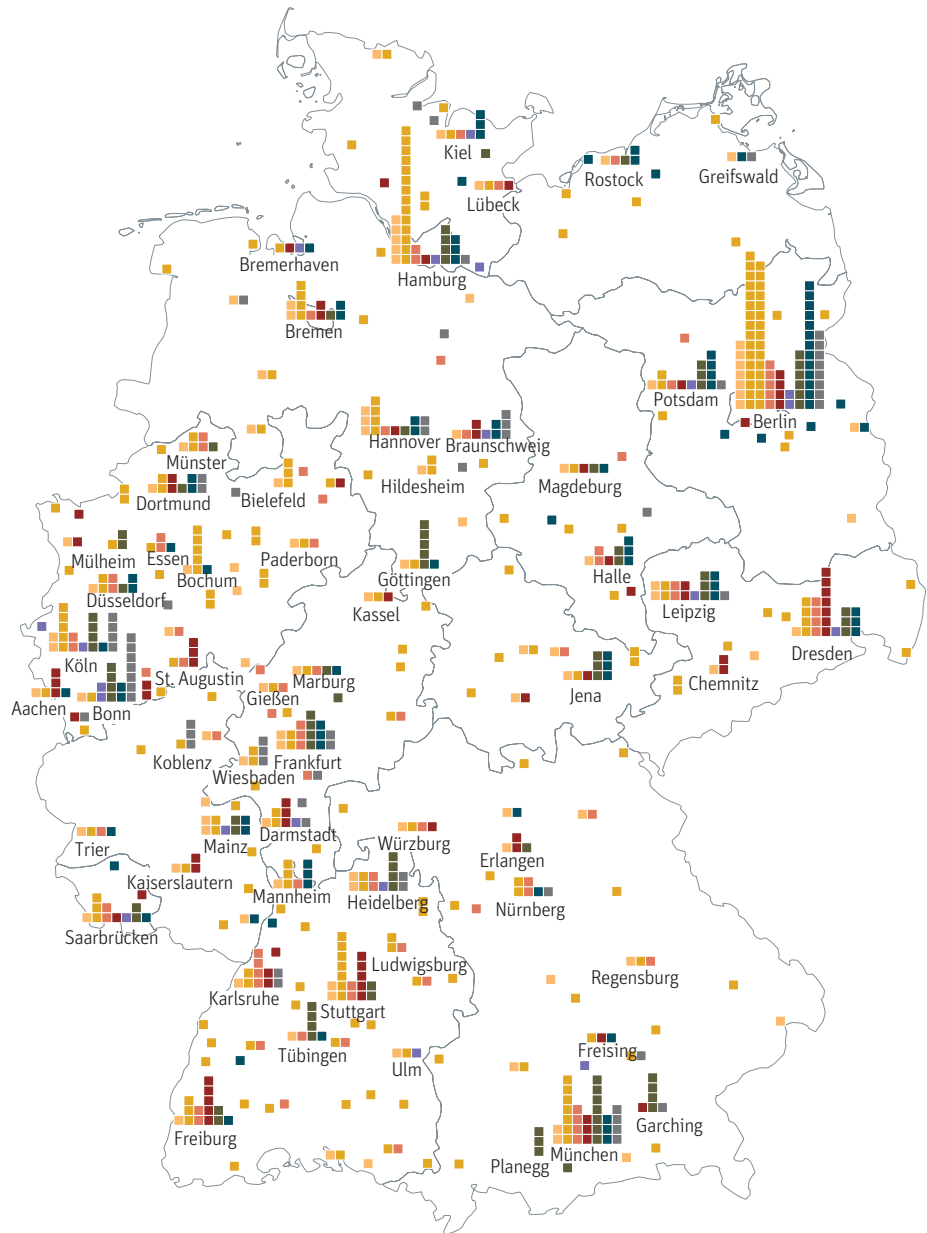 Kiel
Rostock
Greifswald
Lübeck
Bremerhaven
Hamburg
Bremen
Potsdam
Berlin
Hannover
Braunschweig
Münster
Hildesheim
Magdeburg
Bielefeld
Dortmund
Mülheim
Essen
Paderborn
Bochum
Göttingen
Halle
Düsseldorf
Kassel
Leipzig
Dresden
Köln
St. Augustin
Marburg
Chemnitz
Jena
Gießen
Aachen
Bonn
Koblenz
Frankfurt
Wiesbaden
Darmstadt
Würzburg
Mainz
Trier
Erlangen
Kaiserslautern
Mannheim
Heidelberg
Nürnberg
Saarbrücken
Ludwigsburg
Regensburg
Karlsruhe
Stuttgart
Freising
Tübingen
Ulm
Garching
Freiburg
München
Planegg